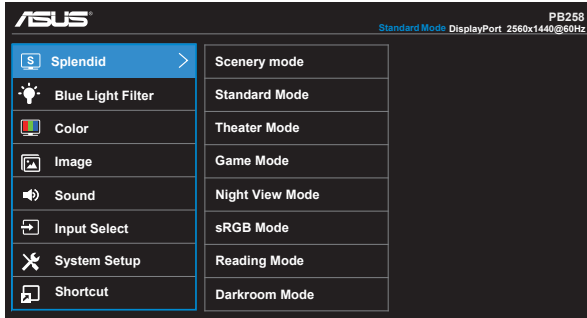 ASUS
PB258
Standard Mode DisplayPort 2560x1440@60Hz
S Splendid
Blue Light Filter
Color
Image
Sound
Input Select
System Setup
Shortcut
Scenery mode
Standard Mode
Theater Mode
Game Mode
Night View Mode
sRGB Mode
Reading Mode
Darkroom Mode